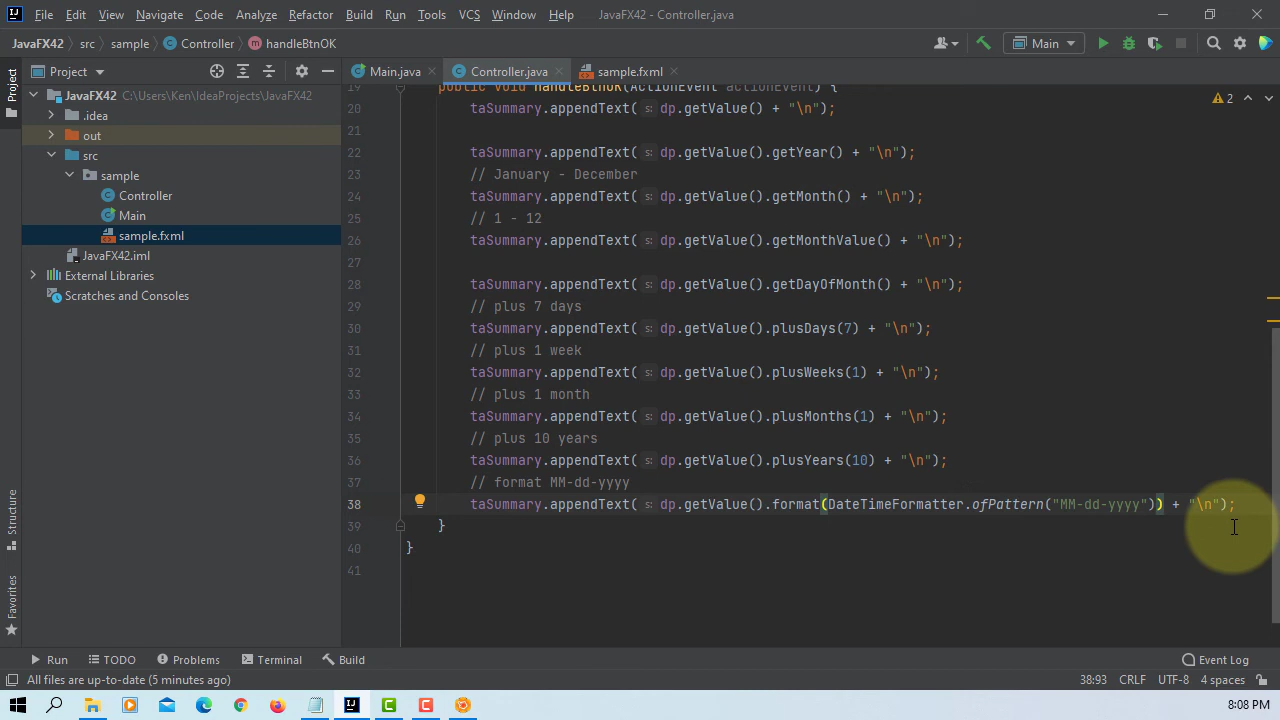 File Edit View Navigate Code Analyze Refactor Build Run Tools VCS Window Help JavaFX42 - Controller.java
JavaFX42 src sample Controller handleBtnOK Main
Project Main.java Controller.java sample.fxml
JavaFX42 C:\Users\Ken\IdeaProjects\JavaFX42
.idea
out
src
sample
Controller
Main
sample.fxml
JavaFX42.iml
External Libraries
Scratches and Consoles
Project
Structure
Favorites
19 public void handleBtnOK(ActionEvent actionEvent) {
20 taSummary.appendText( s: dp.getValue() + "\n");
21
22 taSummary.appendText( s: dp.getValue().getYear() + "\n");
23 // January - December
24 taSummary.appendText( s: dp.getValue().getMonth() + "\n");
25 // 1 - 12
26 taSummary.appendText( s: dp.getValue().getMonthValue() + "\n");
27
28 taSummary.appendText( s: dp.getValue().getDayOfMonth() + "\n");
29 // plus 7 days
30 taSummary.appendText( s: dp.getValue().plusDays(7) + "\n");
31 // plus 1 week
32 taSummary.appendText( s: dp.getValue().plusWeeks(1) + "\n");
33 // plus 1 month
34 taSummary.appendText( s: dp.getValue().plusMonths(1) + "\n");
35 // plus 10 years
36 taSummary.appendText( s: dp.getValue().plusYears(10) + "\n");
37 // format MM-dd-yyyy
38 taSummary.appendText( s: dp.getValue().format(DateTimeFormatter.ofPattern("MM-dd-yyyy")) + "\n");
39 }
40 }
41
2
Run TODO Problems Terminal Build Event Log
All files are up-to-date (5 minutes ago) 38:93 CRLF UTF-8 4 spaces
8:08 PM